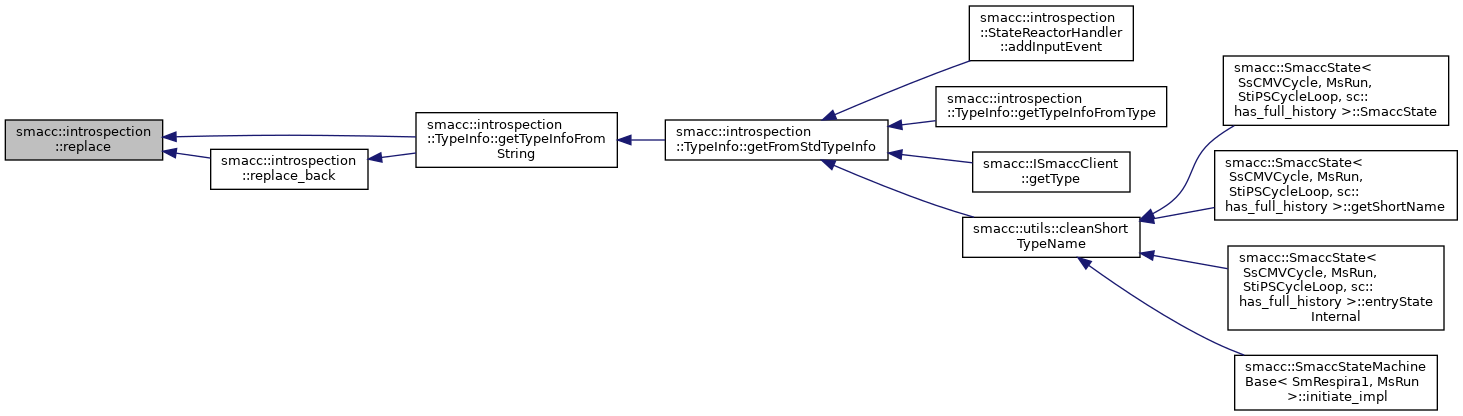 smacc::introspection
::replace
smacc::introspection
::replace_back
smacc::introspection
::TypeInfo::getTypeInfoFrom
String
smacc::introspection
::TypeInfo::getFromStdTypeInfo
smacc::introspection
::StateReactorHandler
::addInputEvent
smacc::introspection
::TypeInfo::getTypeInfoFromType
smacc::ISmaccClient
::getType
smacc::utils::cleanShort
TypeName
smacc::SmaccState<
SsCMVCycle, MsRun,
StiPSCycleLoop, sc::
has_full_history >::SmaccState
smacc::SmaccState<
SsCMVCycle, MsRun,
StiPSCycleLoop, sc::
has_full_history >::getShortName
smacc::SmaccState<
SsCMVCycle, MsRun,
StiPSCycleLoop, sc::
has_full_history >::entryState
Internal
smacc::SmaccStateMachine
Base< SmRespira1, MsRun
>::initiate_impl